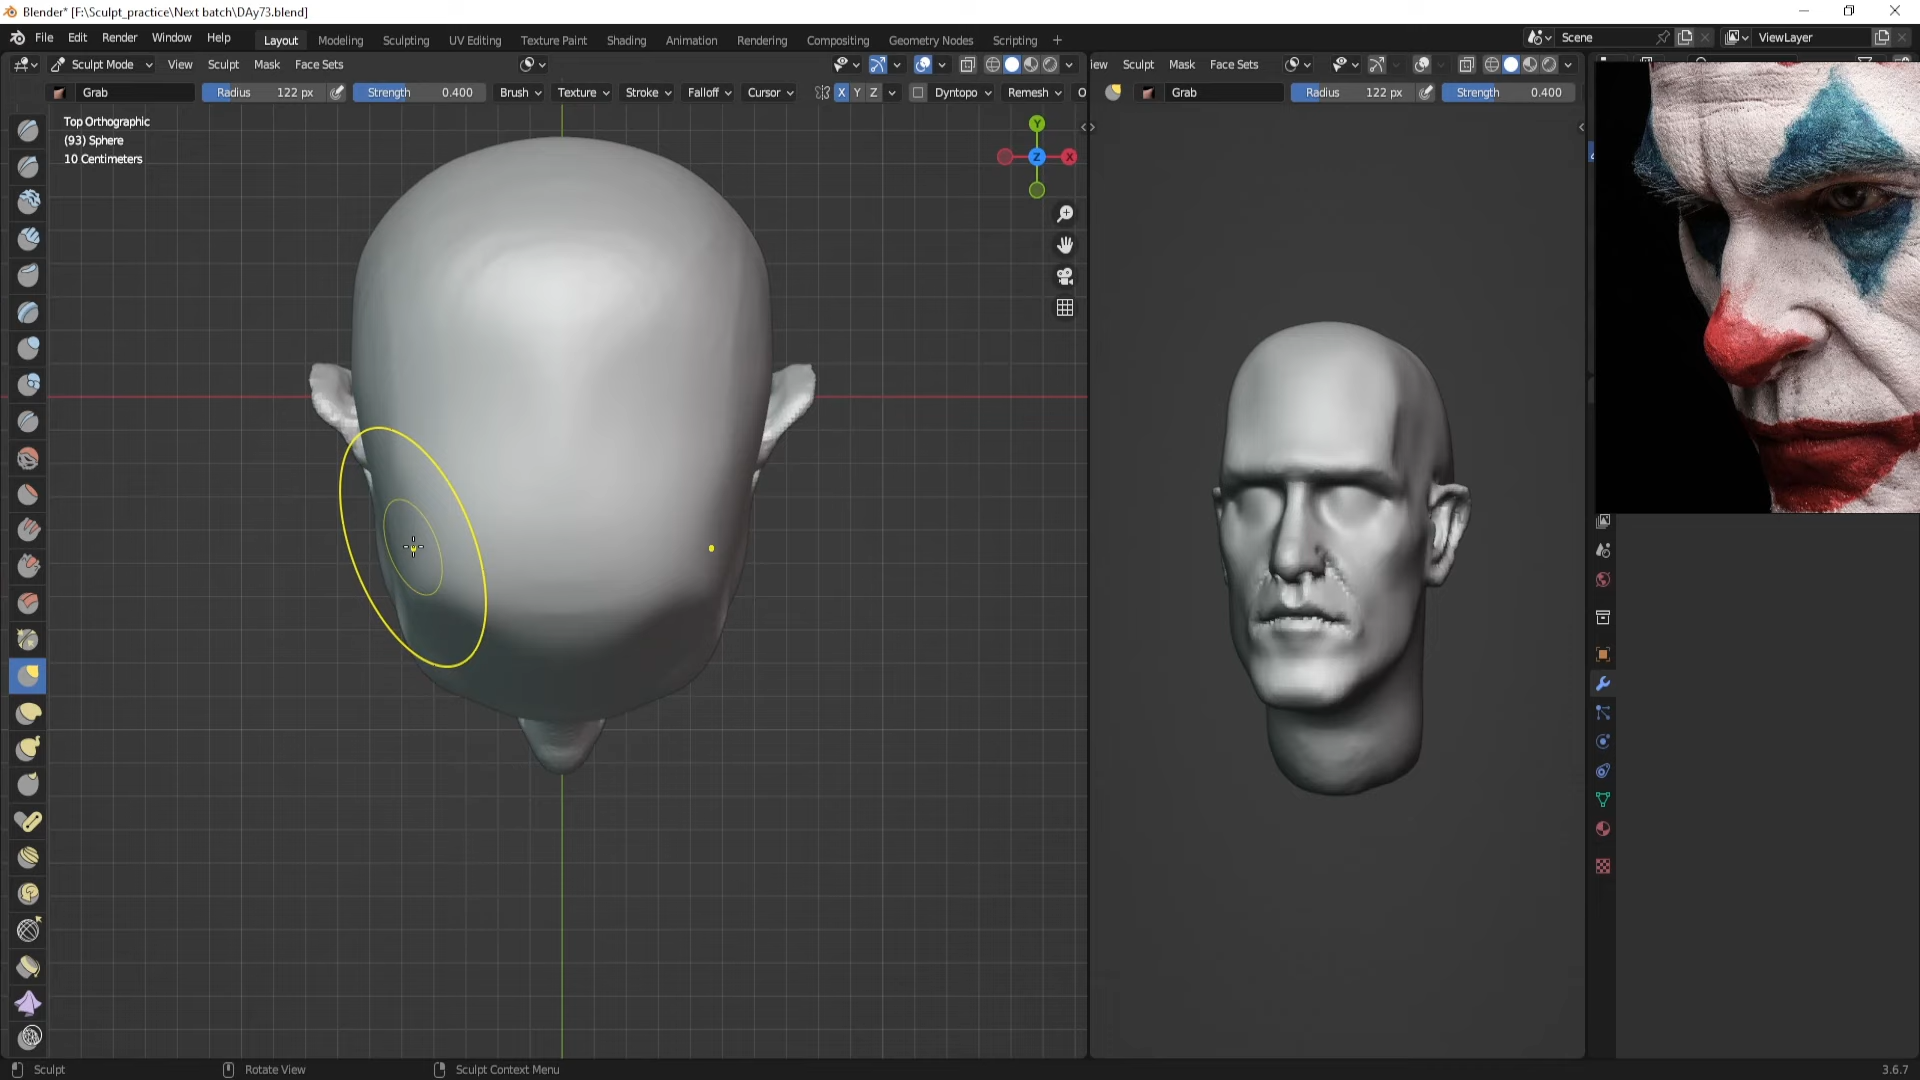 Blender* [F:\Sculpt_practice\Next batch\DAy73.blend]
File Edit Render Window Help Layout Modeling Sculpting UV Editing Texture Paint Shading Animation Rendering Compositing Geometry Nodes Scripting + Scene ViewLayer
Sculpt Mode View Sculpt Mask Face Sets
iew Sculpt Mask Face Sets
Grab Radius 122 px Strength 0.400 Brush Texture Stroke Falloff Cursor X Y Z Dyntopo Remesh O
Grab Radius 122 px Strength 0.400
Top Orthographic
(93) Sphere
10 Centimeters
Y
Z X
Sculpt Rotate View Sculpt Context Menu 3.6.7